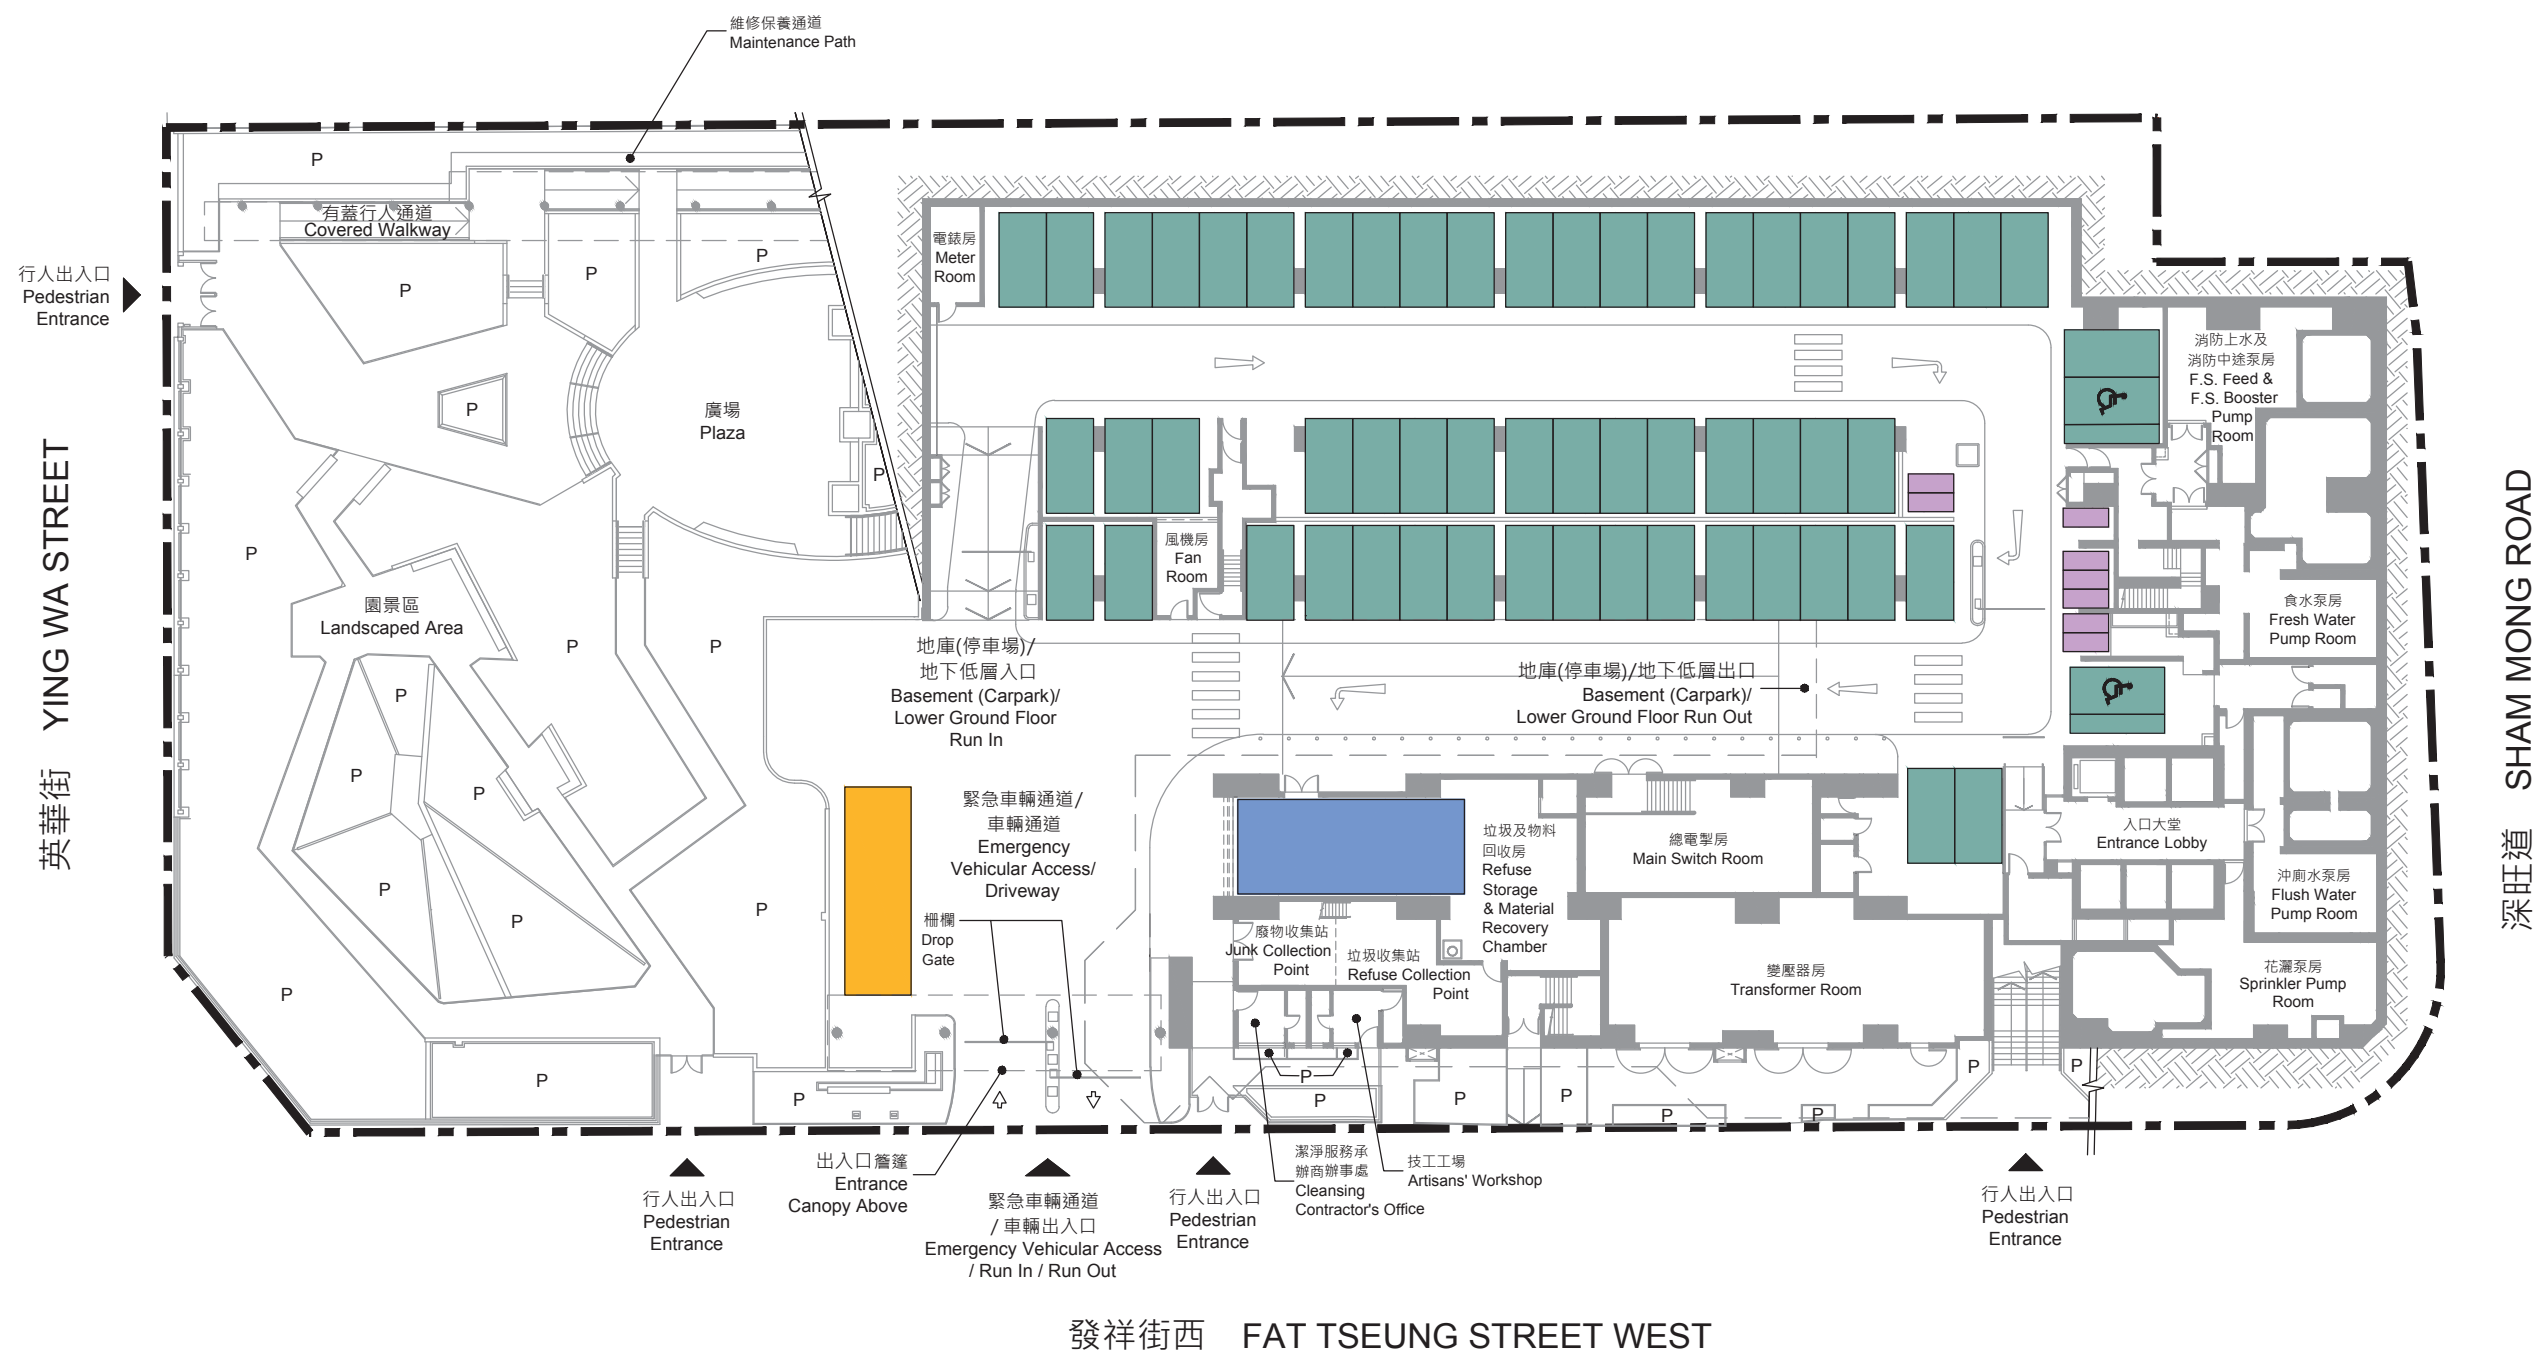 維修保養通道
Maintenance Path
P
有蓋行人通道
Covered Walkway
P
P
P
行人出入口
Pedestrian
Entrance
P
廣場
Plaza
P
P
園景區
Landscaped Area
P
P
P
P
P
P
P
P
P
P
P
英華街 YING WA STREET
電錶房
Meter
Room
風機房
Fan
Room
消防上水及
消防中途泵房
F.S. Feed &
F.S. Booster
Pump
Room
食水泵房
Fresh Water
Pump Room
地庫(停車場)/
地下低層入口
Basement (Carpark)/
Lower Ground Floor
Run In
地庫(停車場)/地下低層出口
Basement (Carpark)/
Lower Ground Floor Run Out
緊急車輛通道/
車輛通道
Emergency
Vehicular Access/
Driveway
柵欄
Drop
Gate
垃圾及物料
回收房
Refuse
Storage
& Material
Recovery
Chamber
總電掣房
Main Switch Room
入口大堂
Entrance Lobby
沖廁水泵房
Flush Water
Pump Room
廢物收集站
Junk Collection
Point
垃圾收集站
Refuse Collection
Point
變壓器房
Transformer Room
花灑泵房
Sprinkler Pump
Room
P
P
P
P
P
P
P
P
P
出入口簷篷
Entrance
Canopy Above
潔淨服務承
辦商辦事處
Cleansing
Contractor's Office
技工工場
Artisans' Workshop
行人出入口
Pedestrian
Entrance
緊急車輛通道
/ 車輛出入口
Emergency Vehicular Access
/ Run In / Run Out
行人出入口
Pedestrian
Entrance
行人出入口
Pedestrian
Entrance
深旺道 SHAM MONG ROAD
發祥街西 FAT TSEUNG STREET WEST